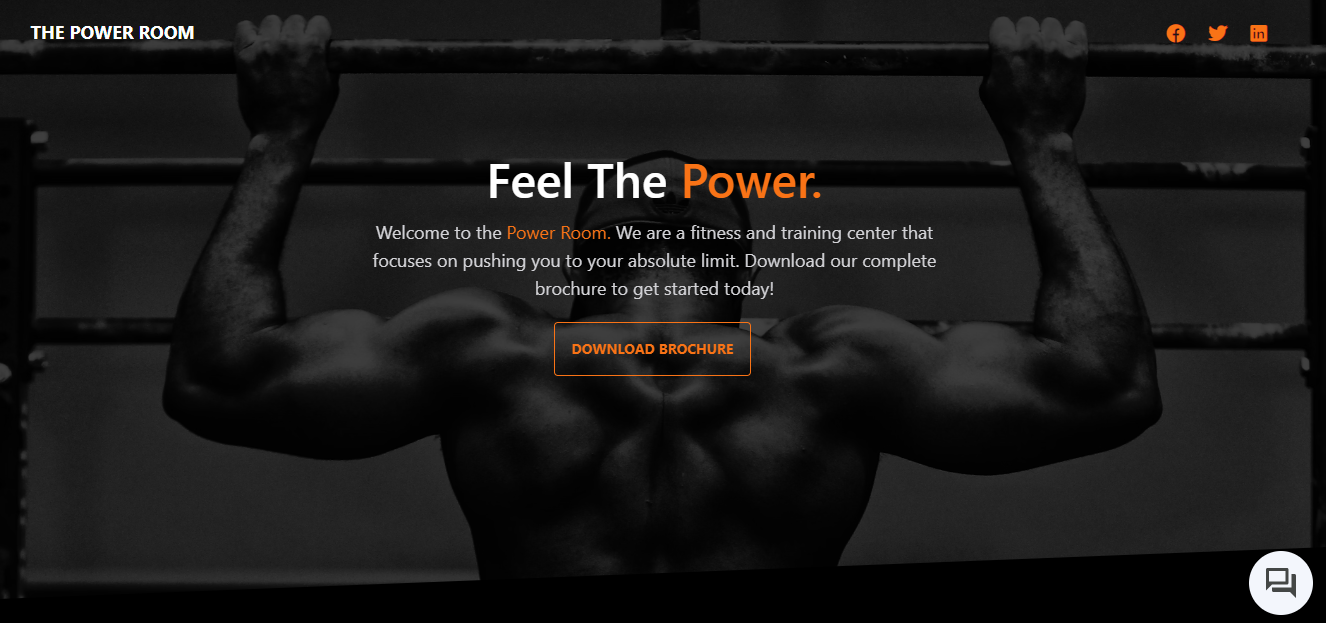 THE POWER ROOM
Feel The Power.
Welcome to the Power Room. We are a fitness and training center that
focuses on pushing you to your absolute limit. Download our complete
brochure to get started today!
DOWNLOAD BROCHURE